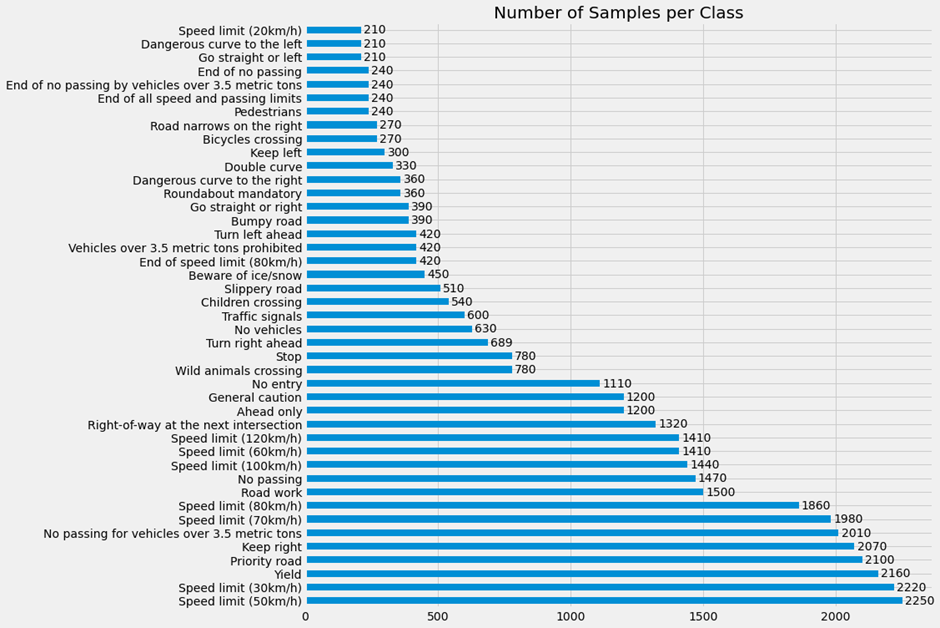 Number of Samples per Class
Speed limit (20km/h) 210
Dangerous curve to the left 210
Go straight or left 210
End of no passing 240
End of no passing by vehicles over 3.5 metric tons 240
End of all speed and passing limits 240
Pedestrians 240
Road narrows on the right 270
Bicycles crossing 270
Keep left 300
Double curve 330
Dangerous curve to the right 360
Roundabout mandatory 360
Go straight or right 390
Bumpy road 390
Turn left ahead 420
Vehicles over 3.5 metric tons prohibited 420
End of speed limit (80km/h) 420
Beware of ice/snow 450
Slippery road 510
Children crossing 540
Traffic signals 600
No vehicles 630
Turn right ahead 689
Stop 780
Wild animals crossing 780
No entry 1110
General caution 1200
Ahead only 1200
Right-of-way at the next intersection 1320
Speed limit (120km/h) 1410
Speed limit (60km/h) 1410
Speed limit (100km/h) 1440
No passing 1470
Road work 1500
Speed limit (80km/h) 1860
Speed limit (70km/h) 1980
No passing for vehicles over 3.5 metric tons 2010
Keep right 2070
Priority road 2100
Yield 2160
Speed limit (30km/h) 2220
Speed limit (50km/h) 2250
0 500 1000 1500 2000